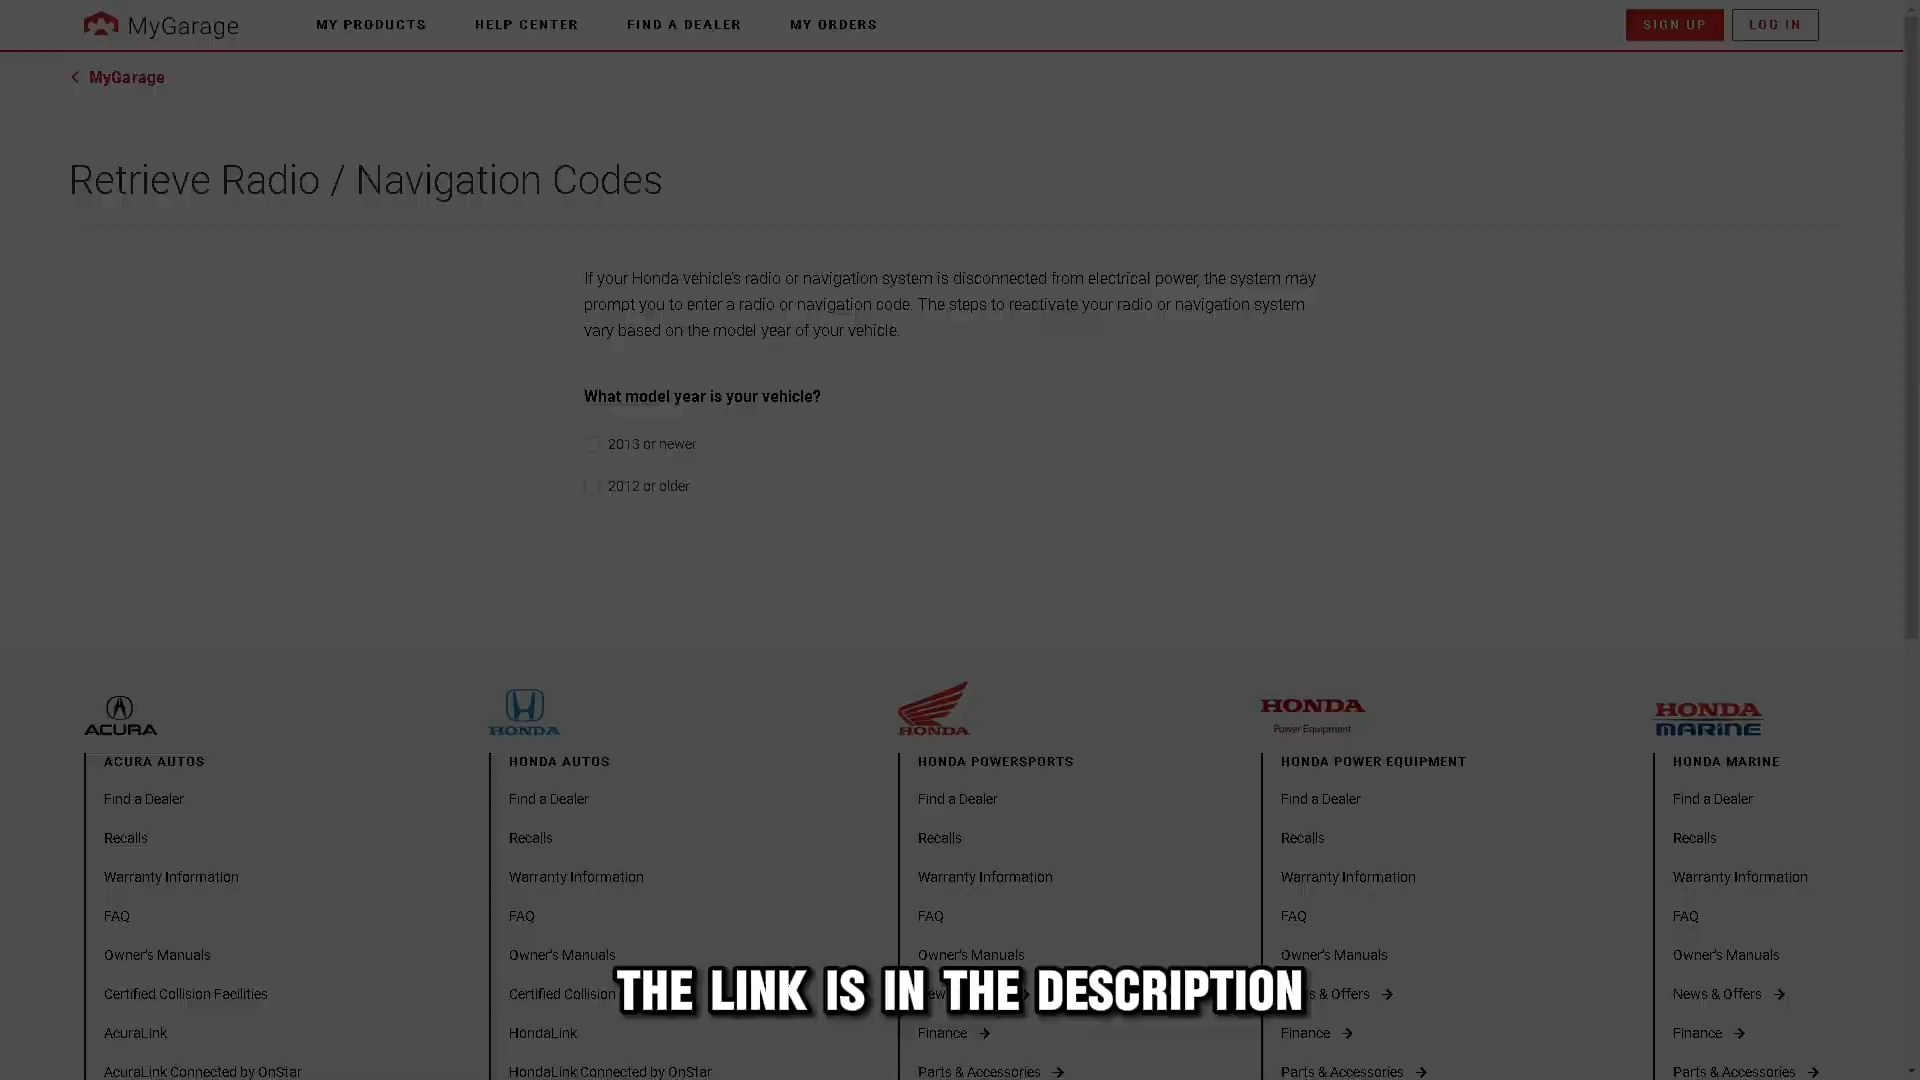 MyGarage
MY PRODUCTS
HELP CENTER
FIND A DEALER
MY ORDERS
SIGN UP
LOG IN
MyGarage
Retrieve Radio / Navigation Codes
If your Honda vehicle's radio or navigation system is disconnected from electrical power, the system may
prompt you to enter a radio or navigation code. The steps to reactivate your radio or navigation system
vary based on the model year of your vehicle.
What model year is your vehicle?
2013 or newer
2012 or older
ACURA
ACURA AUTOS
Find a Dealer
Recalls
Warranty Information
FAQ
Owner's Manuals
Certified Collision Facilities
AcuraLink
AcuraLink Connected by OnStar
HONDA
HONDA AUTOS
Find a Dealer
Recalls
Warranty Information
FAQ
Owner's Manuals
Certified Collision
HondaLink
HondaLink Connected by OnStar
HONDA
HONDA POWERSPORTS
Find a Dealer
Recalls
Warranty Information
FAQ
Owner's Manuals
Finance
Parts & Accessories
HONDA
Power Equipment
HONDA POWER EQUIPMENT
Find a Dealer
Recalls
Warranty Information
FAQ
Owner's Manuals
& Offers
Finance
Parts & Accessories
HONDA
MARINE
HONDA MARINE
Find a Dealer
Recalls
Warranty Information
FAQ
Owner's Manuals
News & Offers
Finance
Parts & Accessories
THE LINK IS IN THE DESCRIPTION